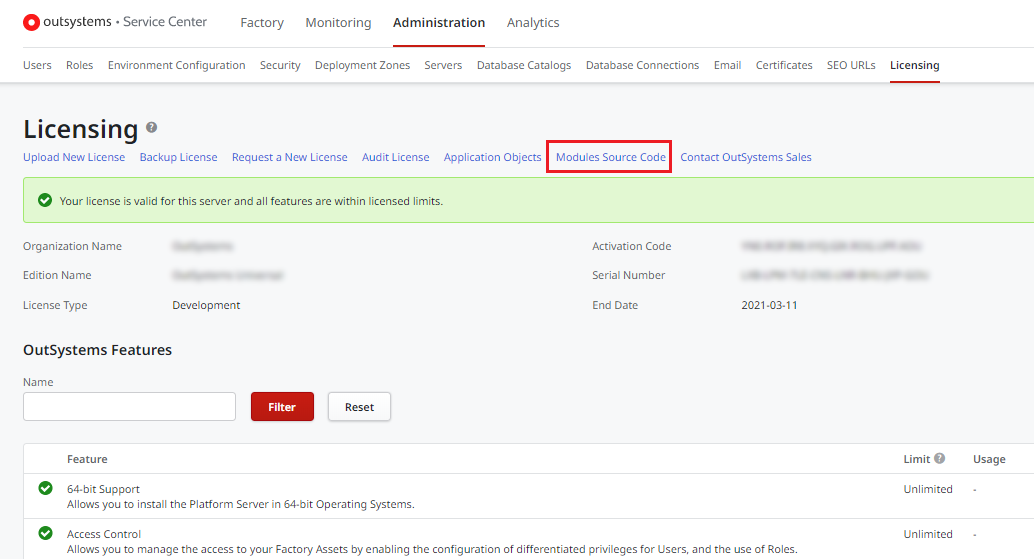 outsystems • Service Center Factory Monitoring Administration Analytics
Users Roles Environment Configuration Security Deployment Zones Servers Database Catalogs Database Connections Email Certificates SEO URLs Licensing
Licensing ?
Upload New License Backup License Request a New License Audit License Application Objects Modules Source Code Contact OutSystems Sales
Your license is valid for this server and all features are within licensed limits.
Organization Name Activation Code
Edition Name Serial Number
License Type Development End Date 2021-03-11
OutSystems Features
Name
Filter Reset
Feature Limit ? Usage
64-bit Support Unlimited -
Allows you to install the Platform Server in 64-bit Operating Systems.
Access Control Unlimited -
Allows you to manage the access to your Factory Assets by enabling the configuration of differentiated privileges for Users, and the use of Roles.